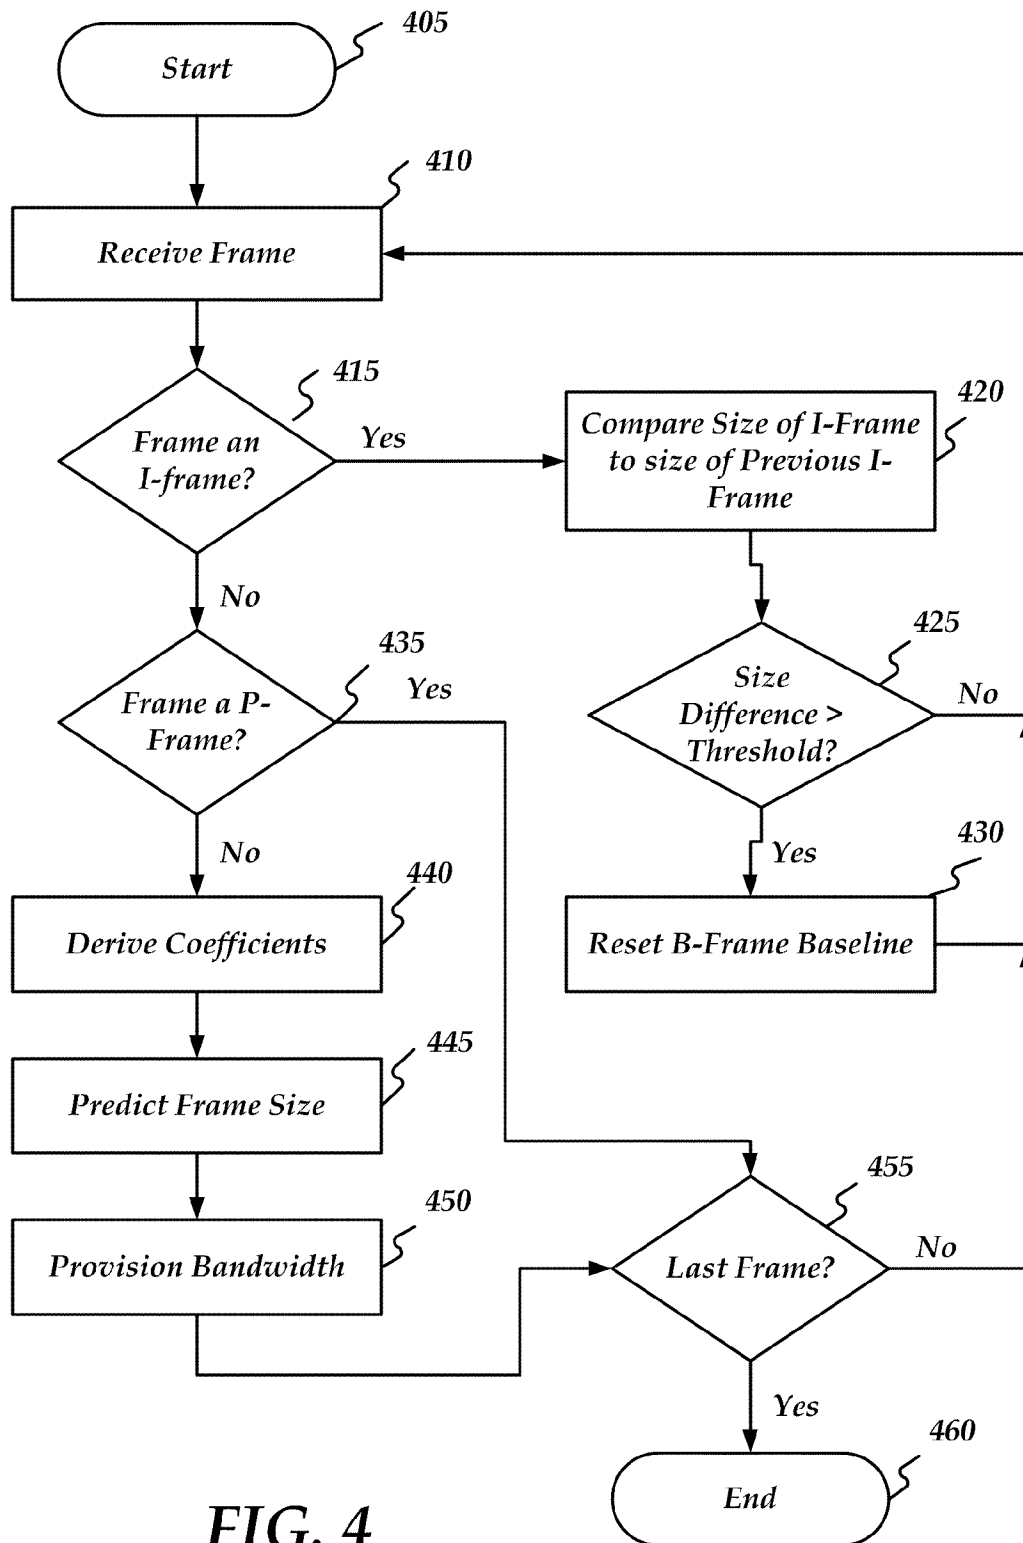 405
Start
410
Receive Frame
415
Frame an
I-frame?
Yes
420
Compare Size of I-Frame
to size of Previous I-
Frame
No
435
Frame a P-
Frame?
Yes
425
Size
Difference >
Threshold?
No
No
440
Derive Coefficients
Yes
430
Reset B-Frame Baseline
445
Predict Frame Size
450
Provision Bandwidth
455
Last Frame?
No
Yes
460
End
FIG. 4